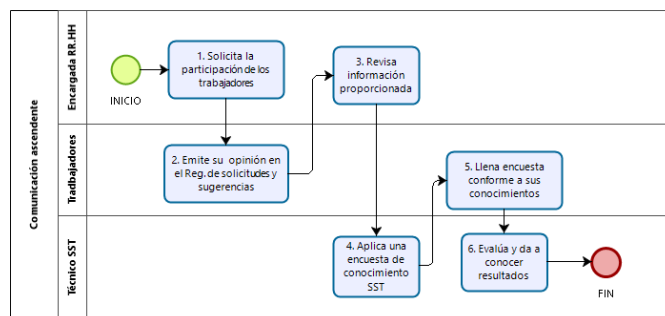 Comunicación ascendente
Encargada RR.HH
INICIO
1. Solicita la
participación de los
trabajadores
3. Revisa
información
proporcionada
Tradbajadores
2. Emite su opinión en
el Reg. de solicitudes y
sugerencias
5. Llena encuesta
conforme a sus
conocimientos
Técnico SST
4. Aplica una
encuesta de
conocimiento
SST
6. Evalúa y da a
conocer
resultados
FIN